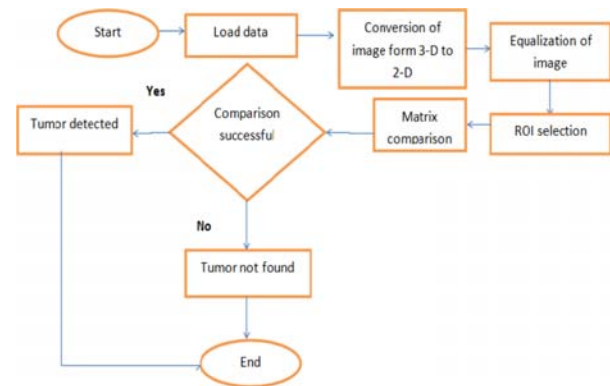 Start
Load data
Conversion of
image form 3-D to
2-D
Equalization of
image
ROI selection
Matrix
comparison
Comparison
successful
Yes
Tumor detected
No
Tumor not found
End